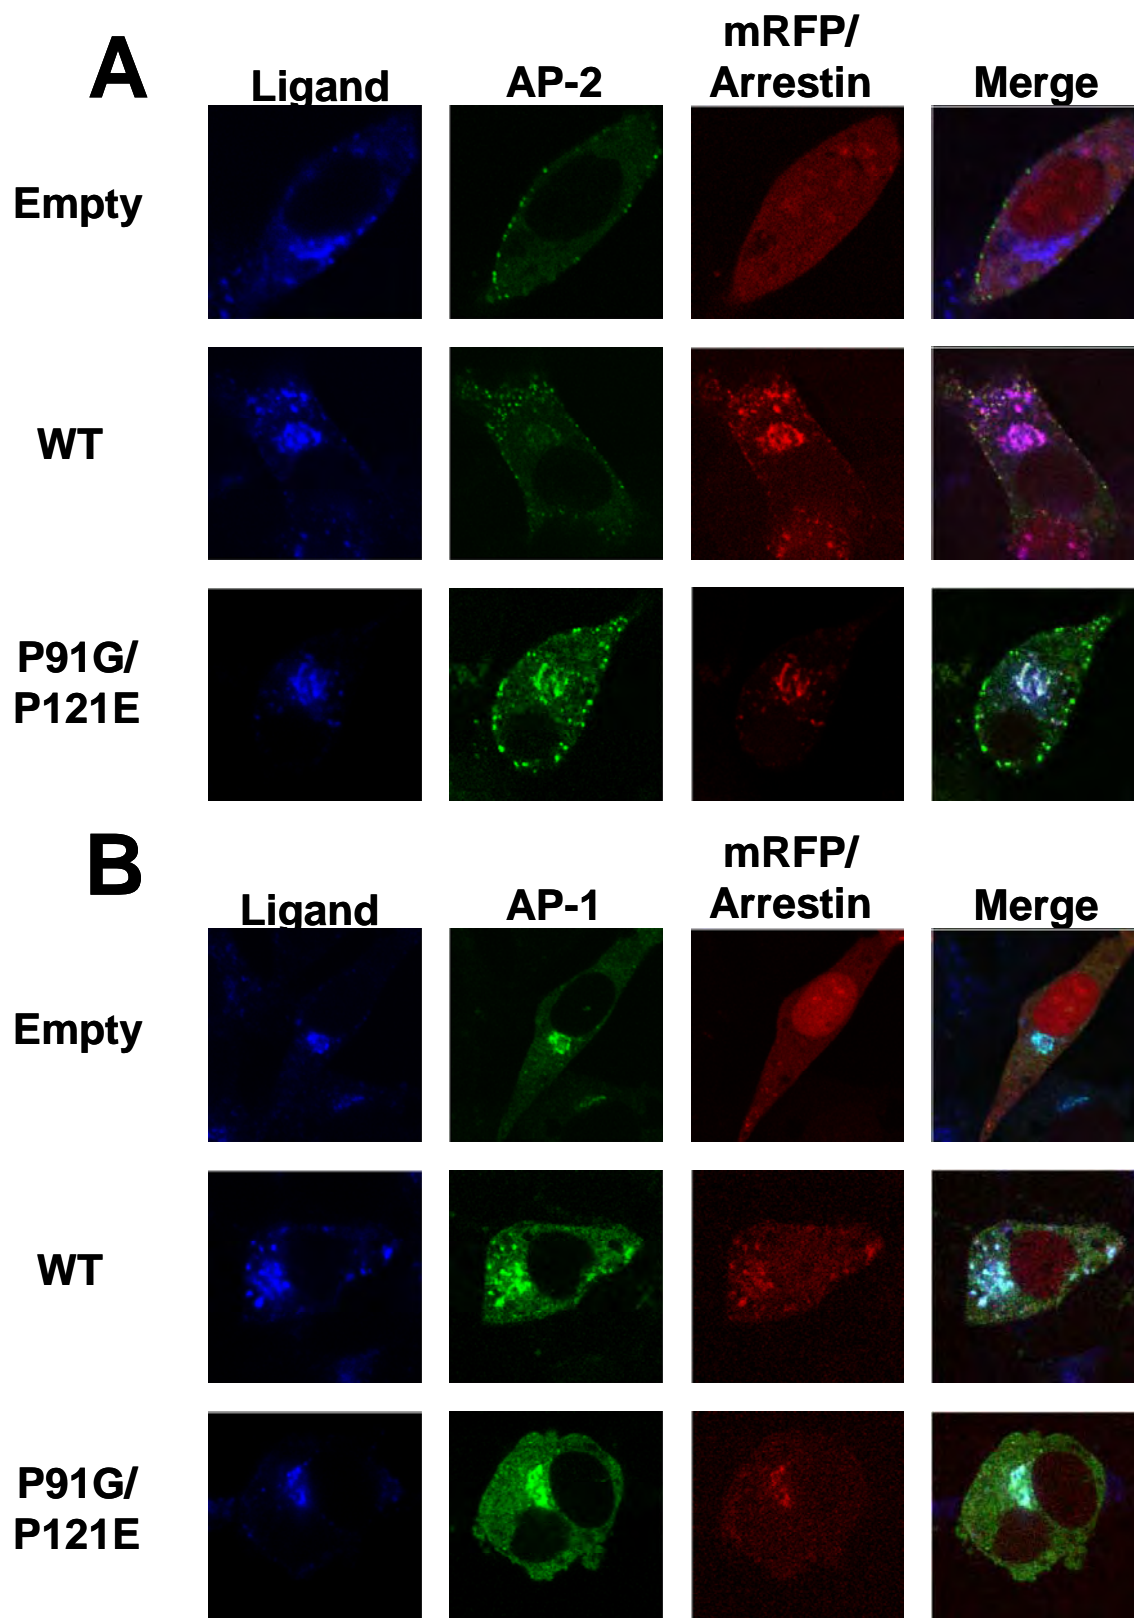 A
Ligand
AP-2
mRFP/
Arrestin
Merge
Empty
WT
P91G/
P121E
B
Ligand
AP-1
mRFP/
Arrestin
Merge
Empty
WT
P91G/
P121E